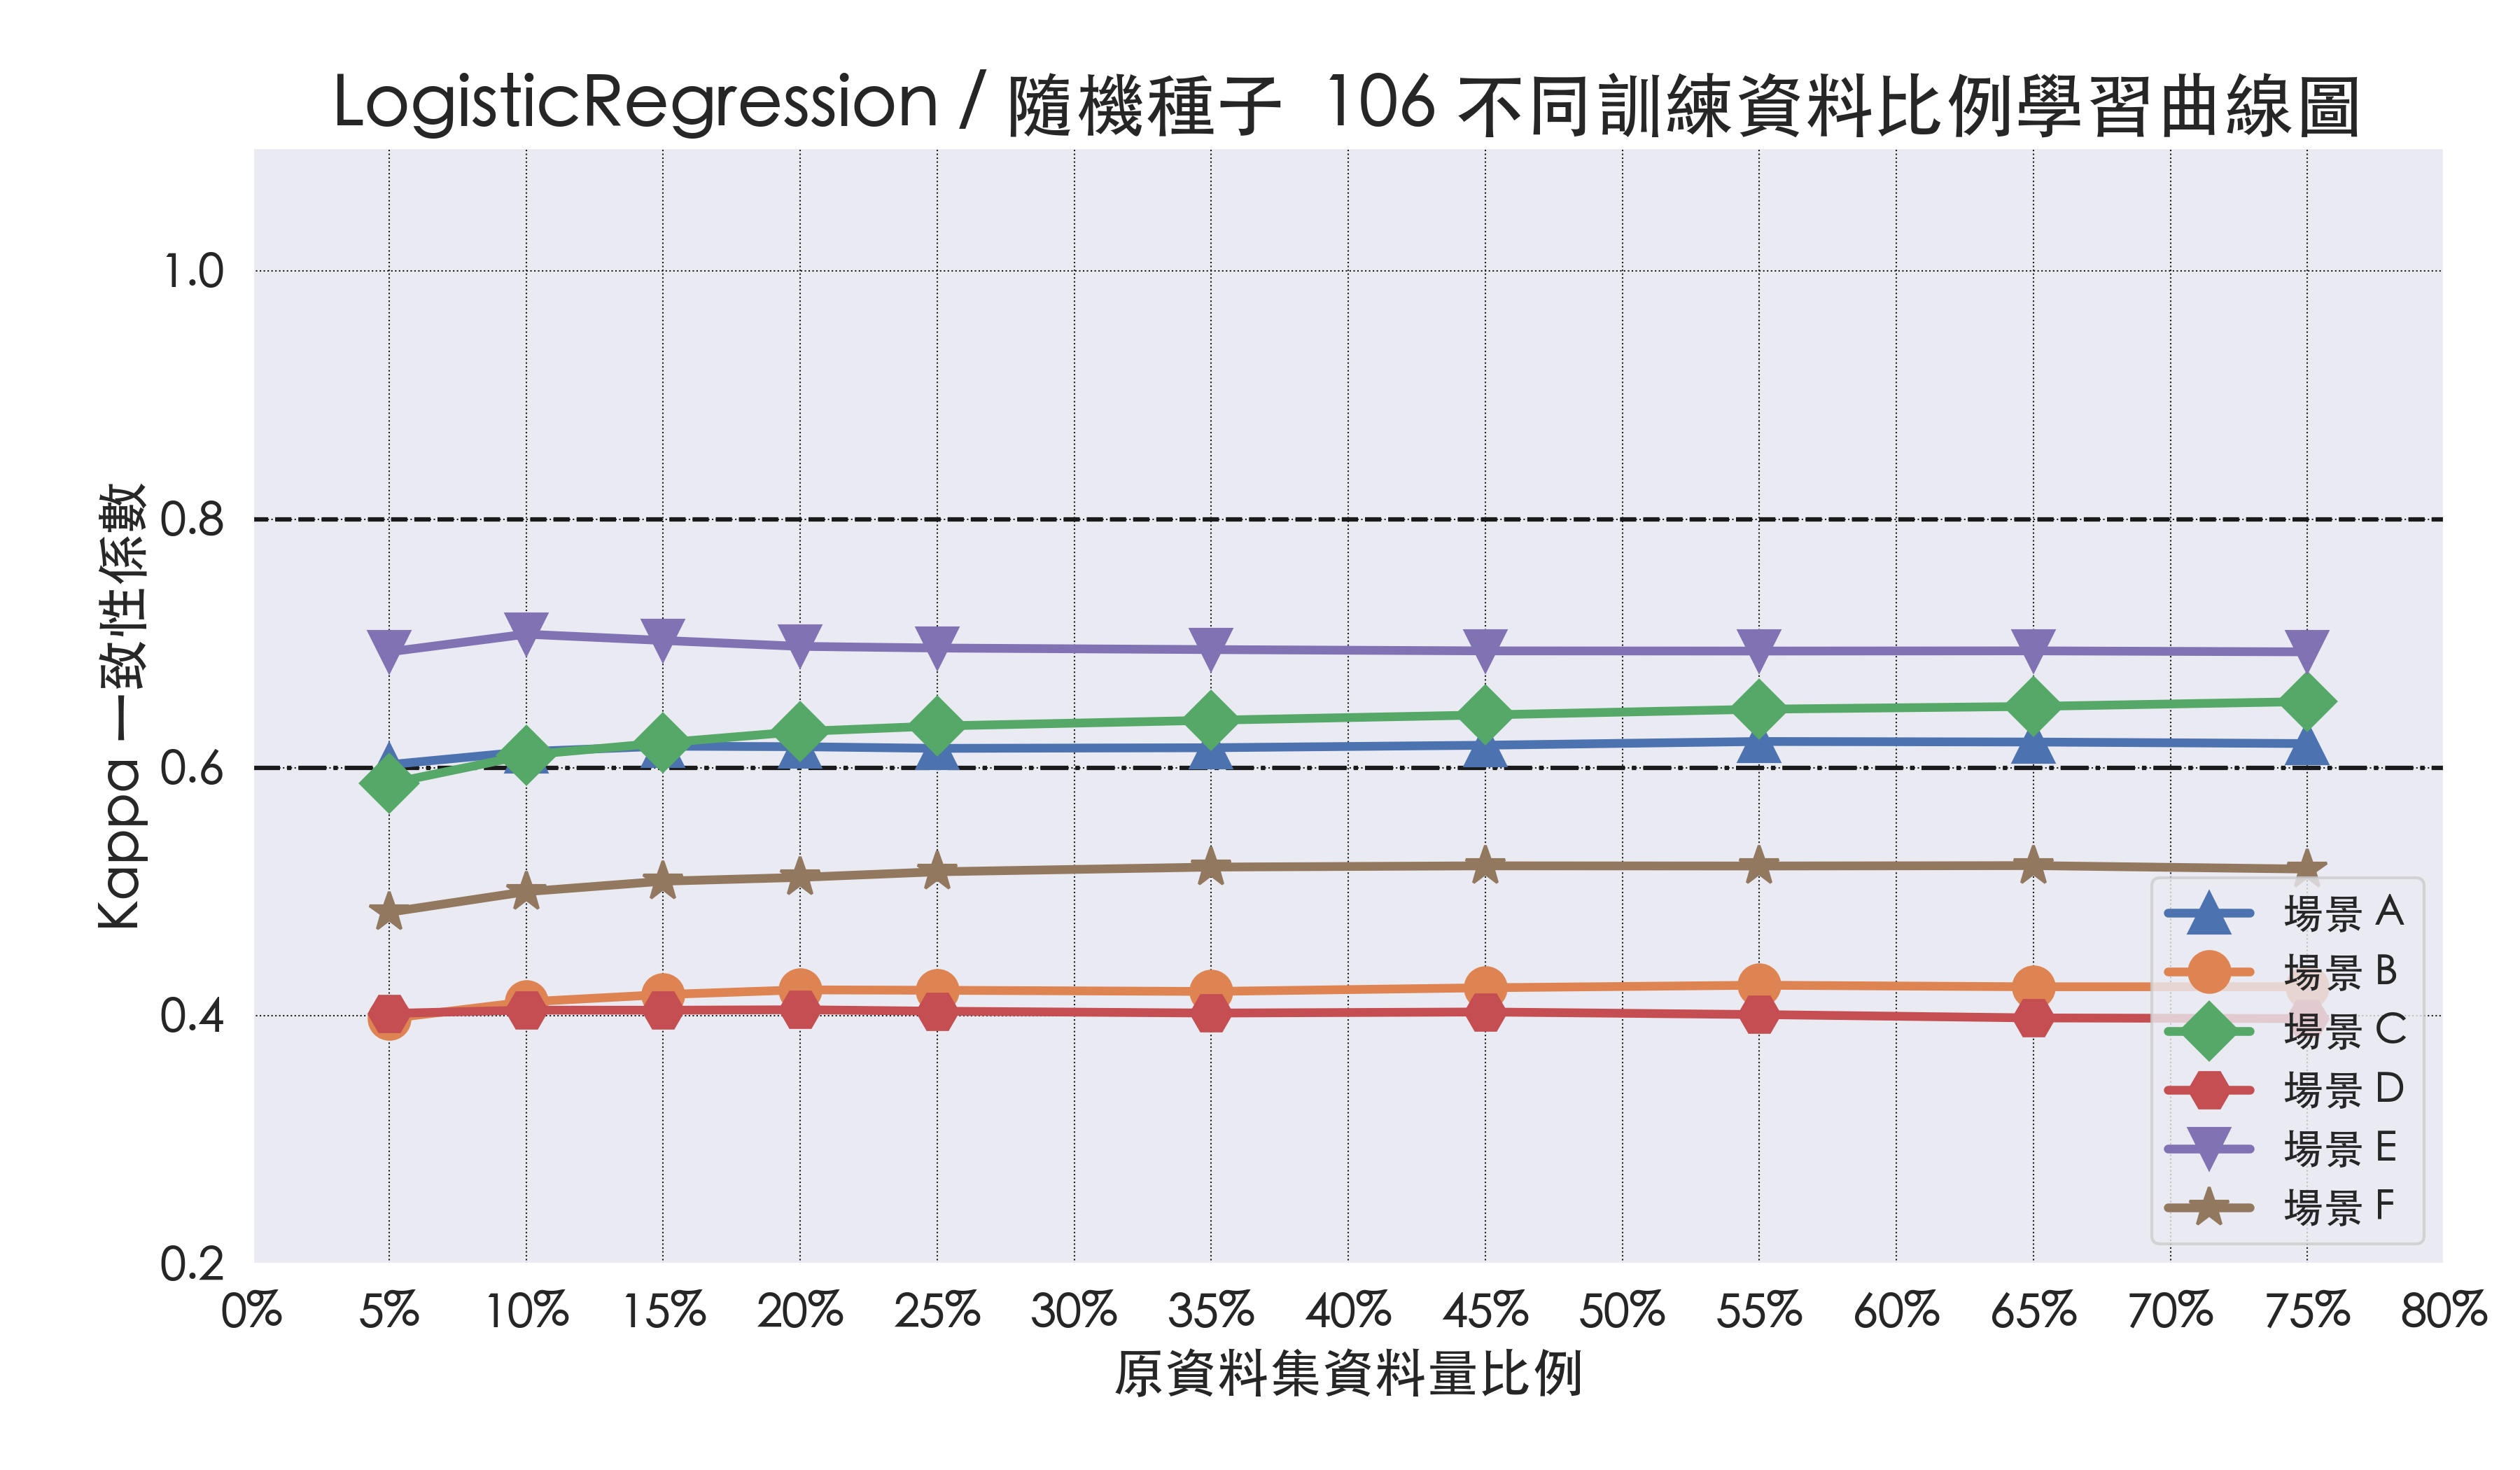 LogisticRegression / 隨機種子 106 不同訓練資料比例學習曲線圖
Kappa 一致性係數
1.0
0.8
0.6
0.4
0.2
0% 5% 10% 15% 20% 25% 30% 35% 40% 45% 50% 55% 60% 65% 70% 75% 80%
原資料集資料量比例
場景 A
場景 B
場景 C
場景 D
場景 E
場景 F